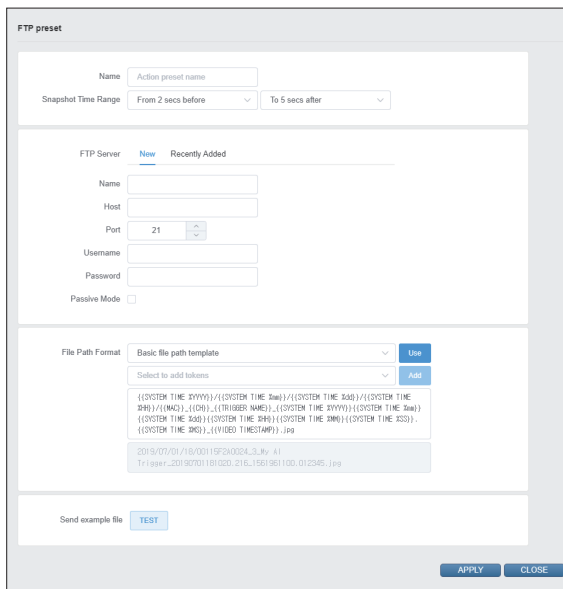 FTP preset
Name Action preset name
Snapshot Time Range From 2 secs before To 5 secs after
FTP Server New Recently Added
Name
Host
Port 21
Username
Password
Passive Mode
File Path Format Basic file path template Use
Select to add tokens Add
{{SYSTEM TIME %YYYY}}/{{SYSTEM TIME %mm}}/{{SYSTEM TIME %dd}}/{{SYSTEM TIME
%HH}}/{{MAC}}_{{CH}}_{{TRIGGER NAME}}_{{SYSTEM TIME %YYYY}}{{SYSTEM TIME %mm}}
{{SYSTEM TIME %dd}}{{SYSTEM TIME %HH}}{{SYSTEM TIME %MM}}{{SYSTEM TIME %SS}}.
{{SYSTEM TIME %MS}}_{{VIDEO TIMESTAMP}}.jpg
2019/07/01/18/00115F2A0024_3_My AI
Trigger_20190701181020.216_1561961100.012345.jpg
Send example file TEST
APPLY CLOSE